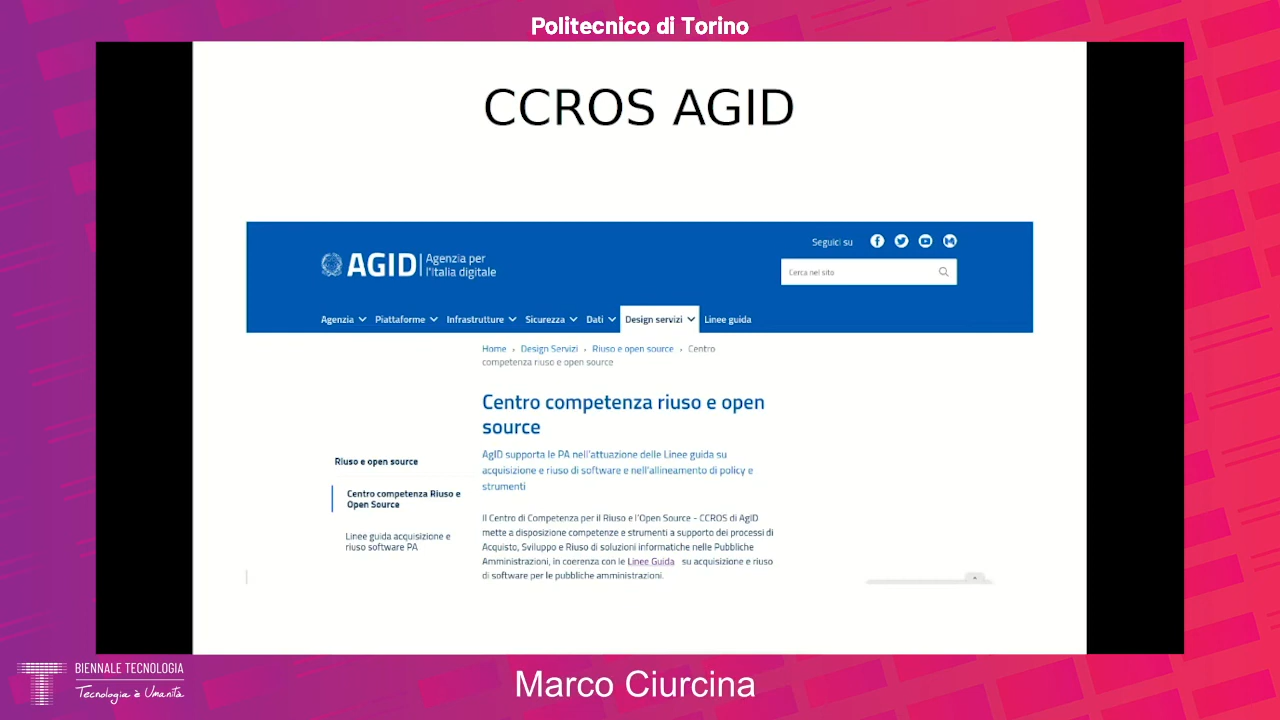 Politecnico di Torino
CCROS AGID
Seguici su
AGID
Agenzia per
l'Italia digitale
Cerca nel sito
Agenzia Piattaforme Infrastrutture Sicurezza Dati Design servizi Linee guida
Home › Design Servizi › Riuso e open source › Centro
competenza riuso e open source
Centro competenza riuso e open
source
AgID supporta le PA nell'attuazione delle Linee guida su
acquisizione e riuso di software e nell'allineamento di policy e
strumenti
Riuso e open source
Centro competenza Riuso e
Open Source
Linee guida acquisizione e
riuso software PA
Il Centro di Competenza per il Riuso e l'Open Source - CCROS di AgID
mette a disposizione competenze e strumenti a supporto dei processi di
Acquisto, Sviluppo e Riuso di soluzioni informatiche nelle Pubbliche
Amministrazioni, in coerenza con le Linee Guida su acquisizione e riuso
di software per le pubbliche amministrazioni.
BIENNALE TECNOLOGIA
Tecnologia è Umanità
Marco Ciurcina